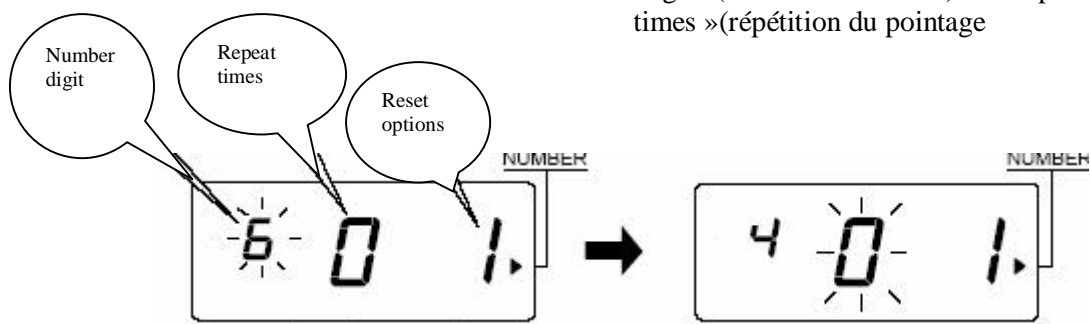 times »(répétition du pointage
Number
digit
Repeat
times
Reset
options
NUMBER
NUMBER
6 0 1
4 0 1